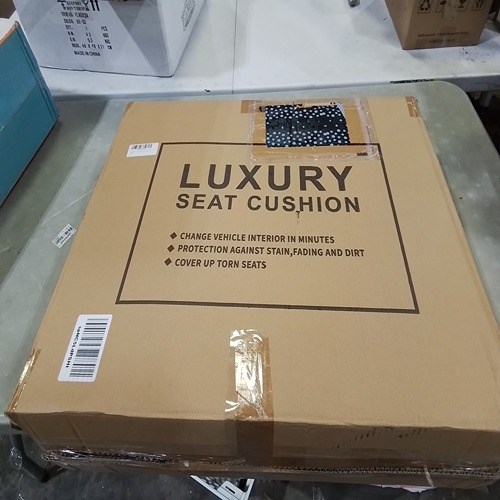 LUXURY
SEAT CUSHION
◆ CHANGE VEHICLE INTERIOR IN MINUTES
◆ PROTECTION AGAINST STAIN,FADING AND DIRT
◆ COVER UP TORN SEATS
MADE IN CHINA